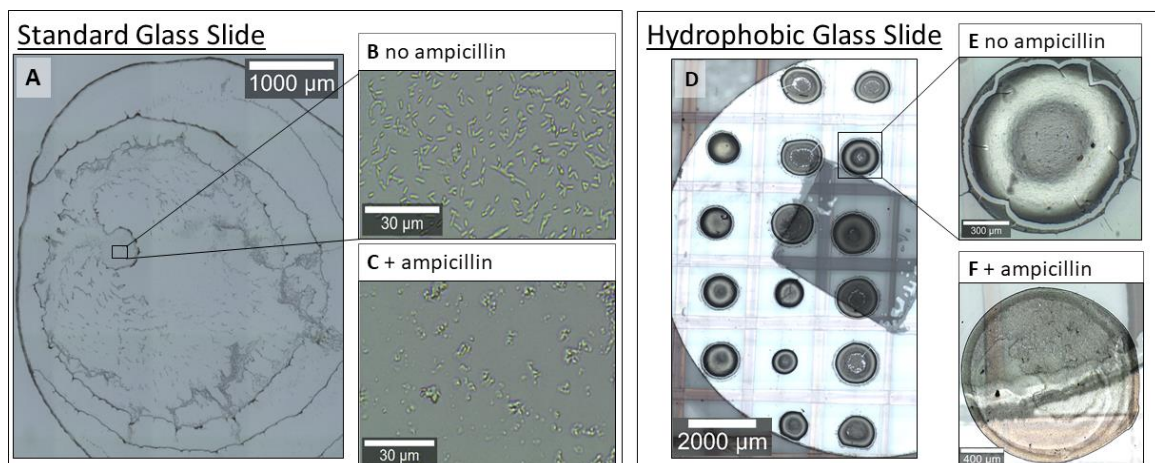 Standard Glass Slide
A
1000 µm
B no ampicillin
30 µm
C + ampicillin
30 µm
Hydrophobic Glass Slide
D
2000 µm
E no ampicillin
300 µm
F + ampicillin
400 µm